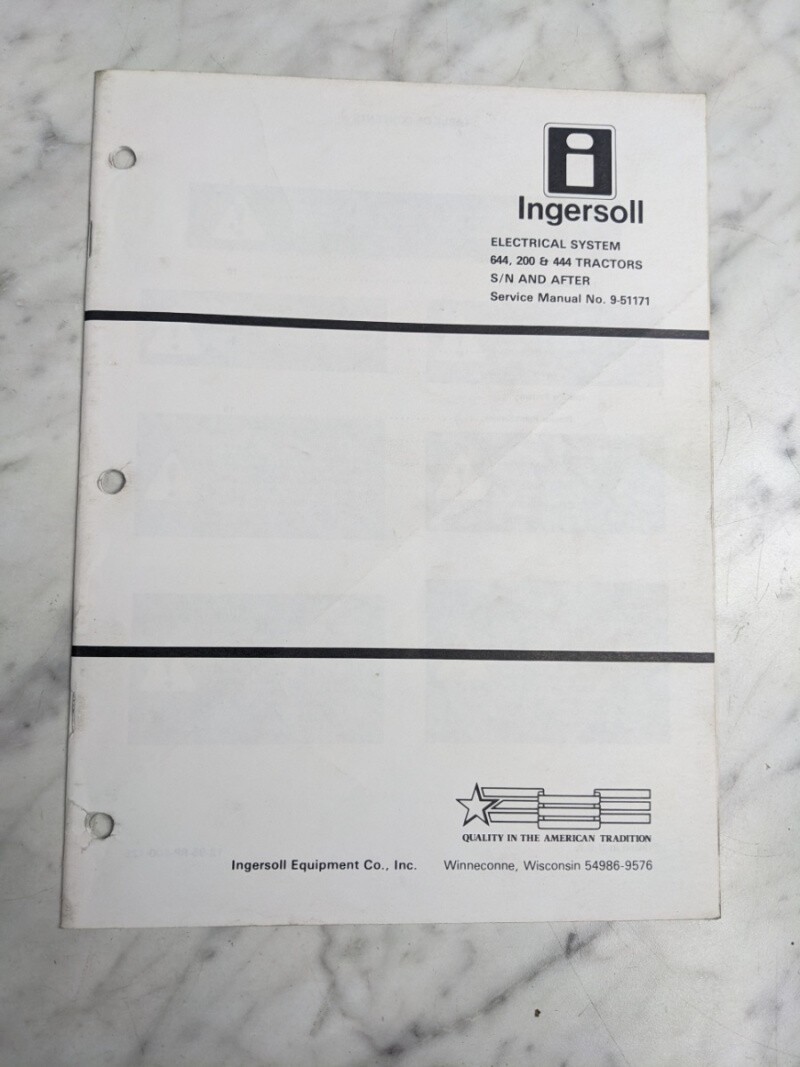 Ingersoll
ELECTRICAL SYSTEM
644, 200 & 444 TRACTORS
S/N AND AFTER
Service Manual No. 9-51171
QUALITY IN THE AMERICAN TRADITION
Ingersoll Equipment Co., Inc. Winneconne, Wisconsin 54986-9576